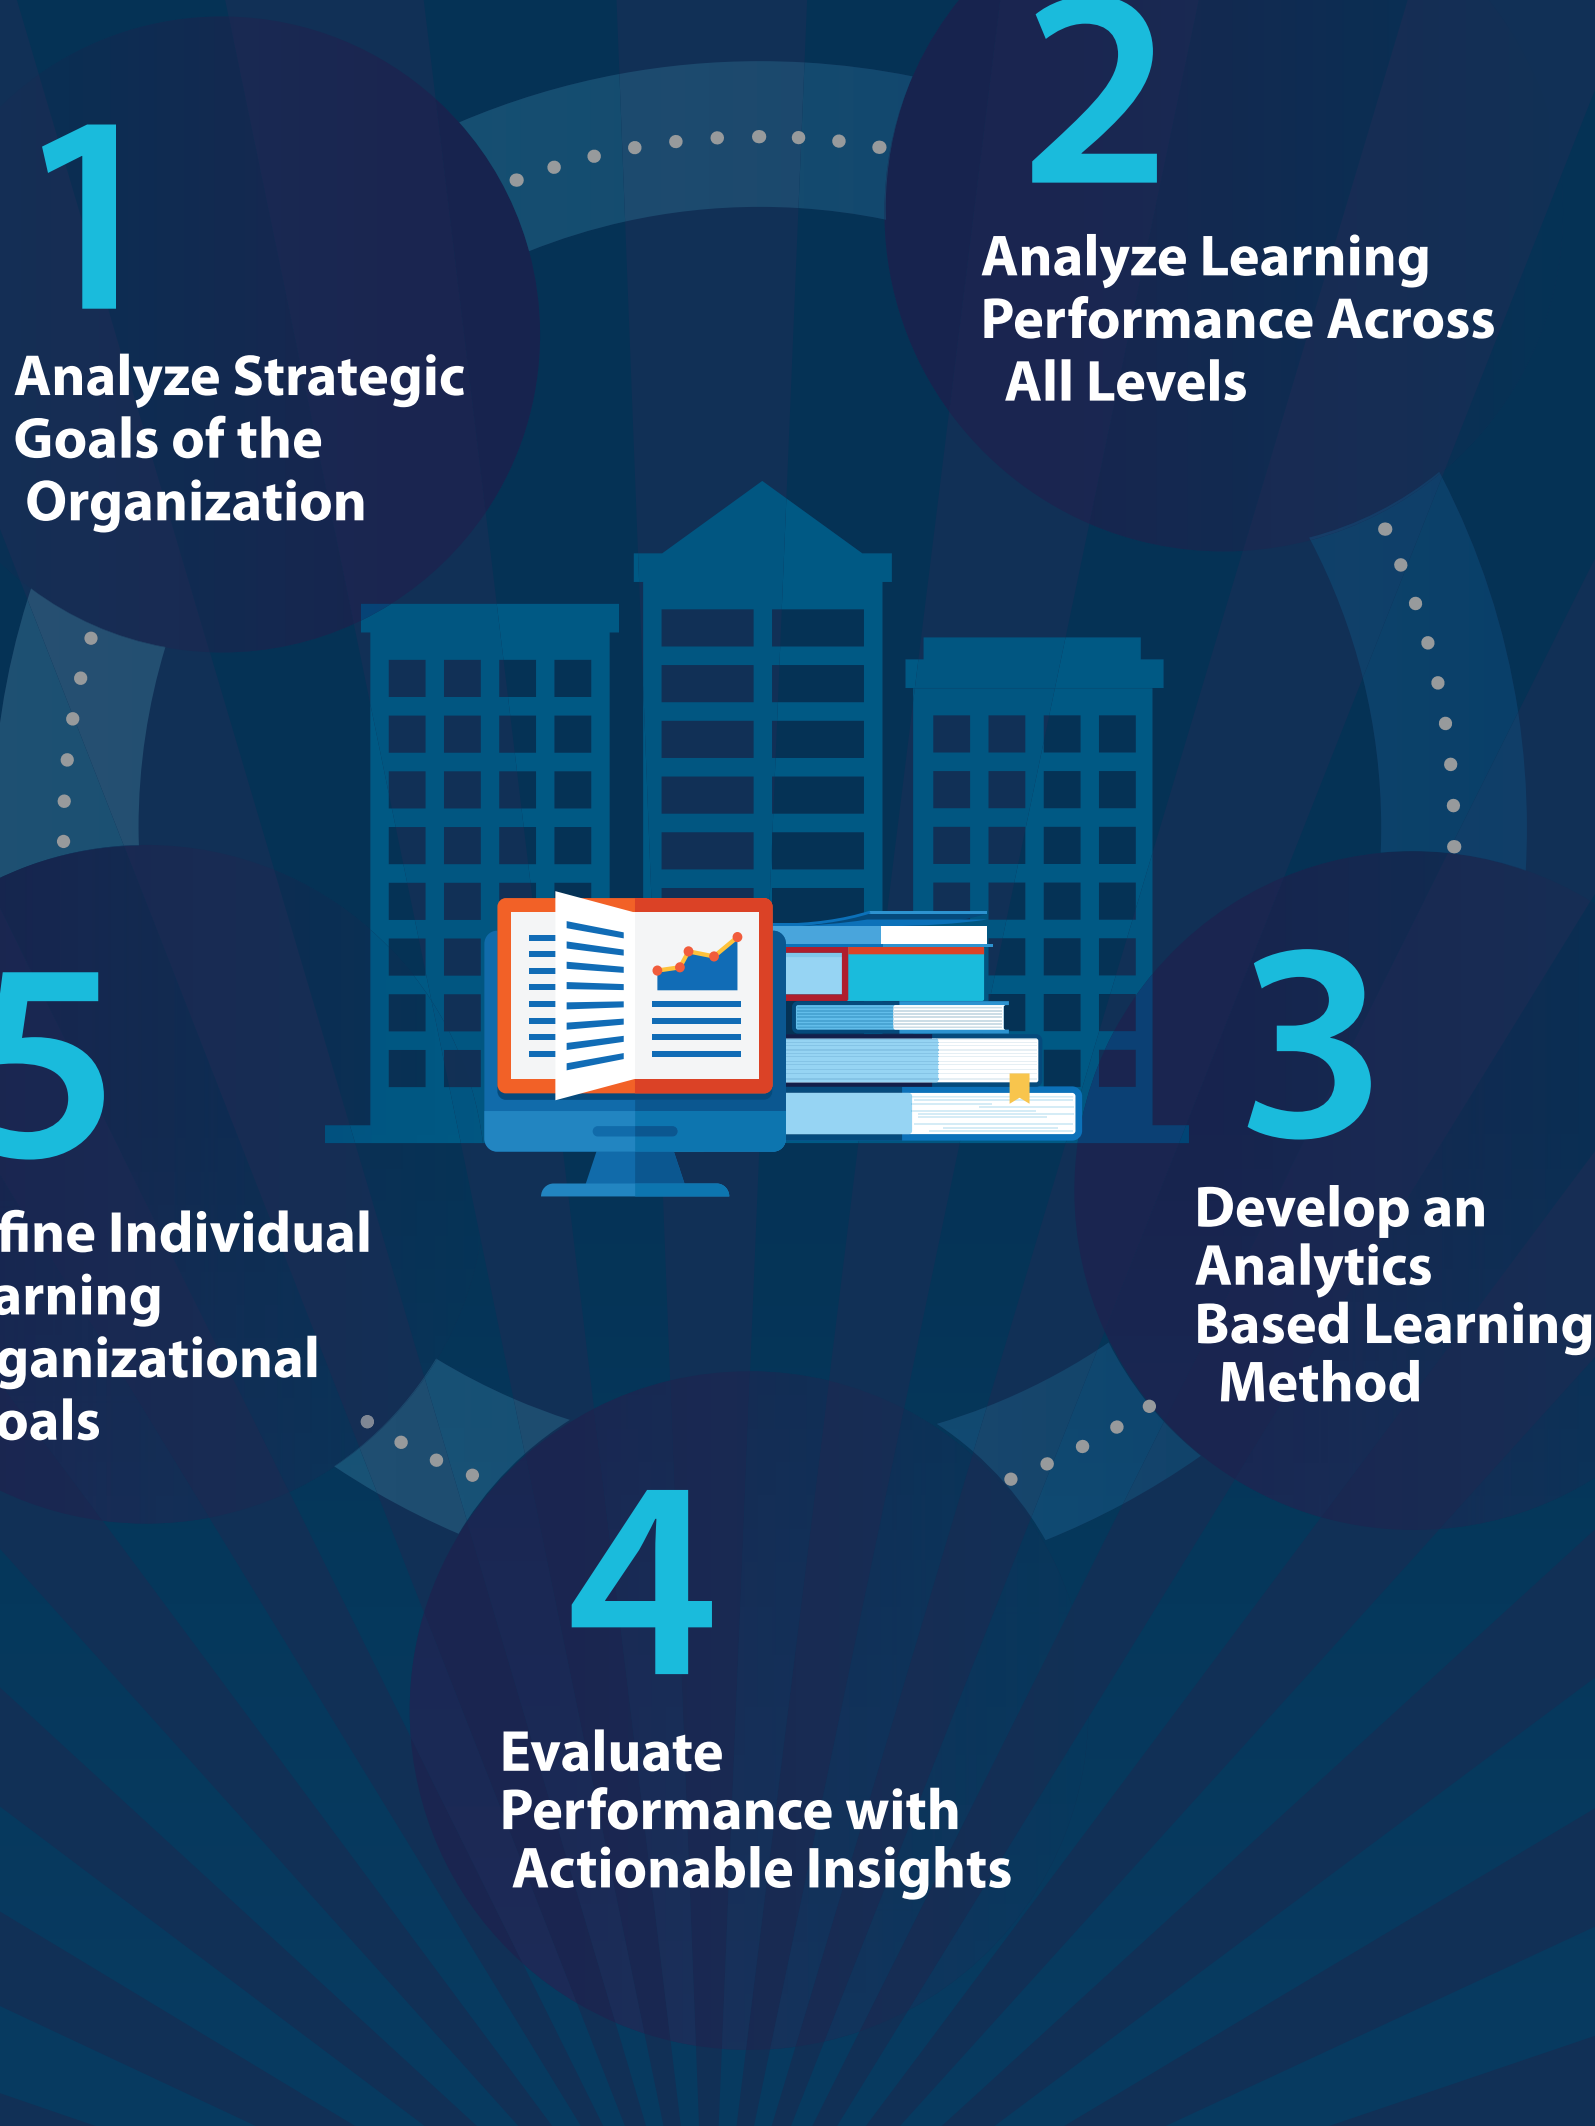 1
Analyze Strategic
Goals of the
Organization
2
Analyze Learning
Performance Across
All Levels
3
Develop an
Analytics
Based Learning
Method
4
Evaluate
Performance with
Actionable Insights
5
fine Individual
arning
ganizational
oals